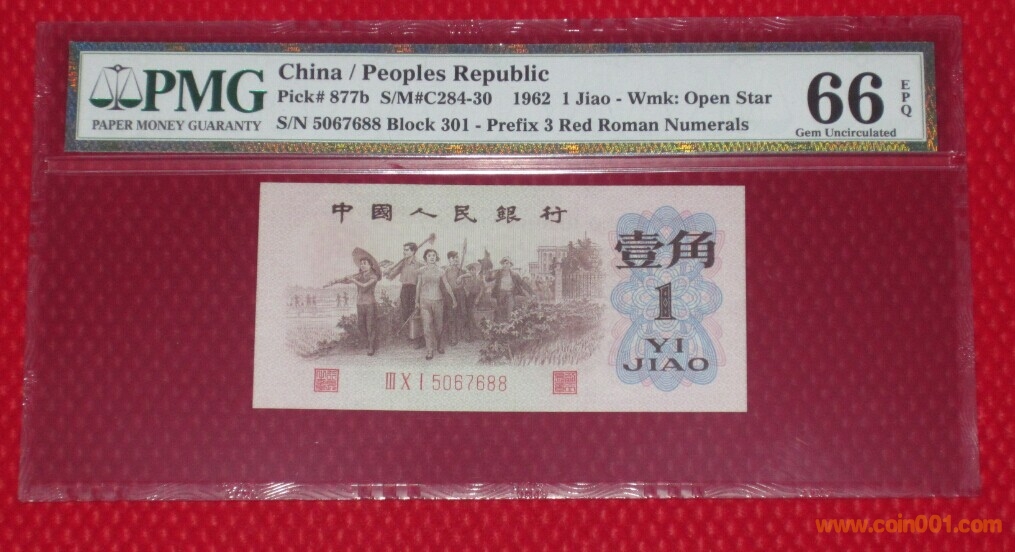 PMG
PAPER MONEY GUARANTY
China / Peoples Republic
Pick# 877b S/M#C284-30 1962 1 Jiao - Wmk: Open Star
S/N 5067688 Block 301 - Prefix 3 Red Roman Numerals
66 EPQ
Gem Uncirculated
中國人民銀行
壹角
1
YI
JIAO
III X I 5067688
www.coin001.com